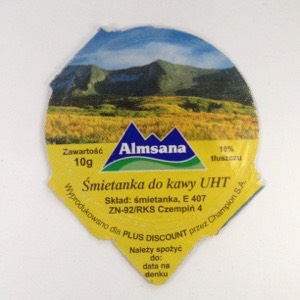 Almsana
Zawartość
10g
10%
tłuszczu
Śmietanka do kawy UHT
Skład: śmietanka, E 407
ZN-92/RKS Czempiń 4
Wyprodukowano dla PLUS DISCOUNT przez Champion S.A.
Należy spożyć
do:
data na
denku